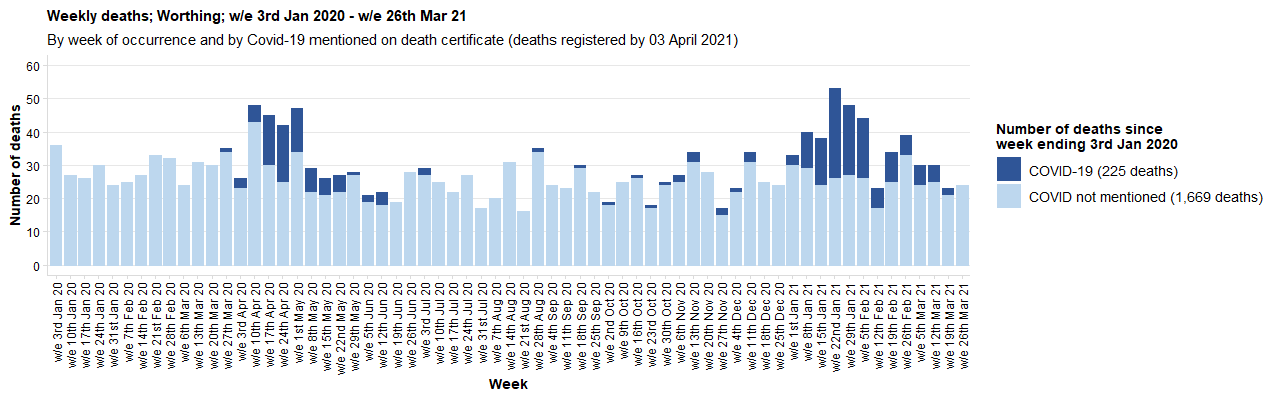 Weekly deaths; Worthing; w/e 3rd Jan 2020 - w/e 26th Mar 21
By week of occurrence and by Covid-19 mentioned on death certificate (deaths registered by 03 April 2021)
Number of deaths
60
50
40
30
20
10
0
w/e 3rd Jan 20
w/e 10th Jan 20
w/e 17th Jan 20
w/e 24th Jan 20
w/e 31st Jan 20
w/e 7th Feb 20
w/e 14th Feb 20
w/e 21st Feb 20
w/e 28th Feb 20
w/e 6th Mar 20
w/e 13th Mar 20
w/e 20th Mar 20
w/e 27th Mar 20
w/e 3rd Apr 20
w/e 10th Apr 20
w/e 17th Apr 20
w/e 24th Apr 20
w/e 1st May 20
w/e 8th May 20
w/e 15th May 20
w/e 22nd May 20
w/e 29th May 20
w/e 5th Jun 20
w/e 12th Jun 20
w/e 19th Jun 20
w/e 26th Jun 20
w/e 3rd Jul 20
w/e 10th Jul 20
w/e 17th Jul 20
w/e 24th Jul 20
w/e 31st Jul 20
w/e 7th Aug 20
w/e 14th Aug 20
w/e 21st Aug 20
w/e 28th Aug 20
w/e 4th Sep 20
w/e 11th Sep 20
w/e 18th Sep 20
w/e 25th Sep 20
w/e 2nd Oct 20
w/e 9th Oct 20
w/e 16th Oct 20
w/e 23rd Oct 20
w/e 30th Oct 20
w/e 6th Nov 20
w/e 13th Nov 20
w/e 20th Nov 20
w/e 27th Nov 20
w/e 4th Dec 20
w/e 11th Dec 20
w/e 18th Dec 20
w/e 25th Dec 20
w/e 1st Jan 21
w/e 8th Jan 21
w/e 15th Jan 21
w/e 22nd Jan 21
w/e 29th Jan 21
w/e 5th Feb 21
w/e 12th Feb 21
w/e 19th Feb 21
w/e 26th Feb 21
w/e 5th Mar 21
w/e 12th Mar 21
w/e 19th Mar 21
w/e 26th Mar 21
Week
Number of deaths since
week ending 3rd Jan 2020
COVID-19 (225 deaths)
COVID not mentioned (1,669 deaths)